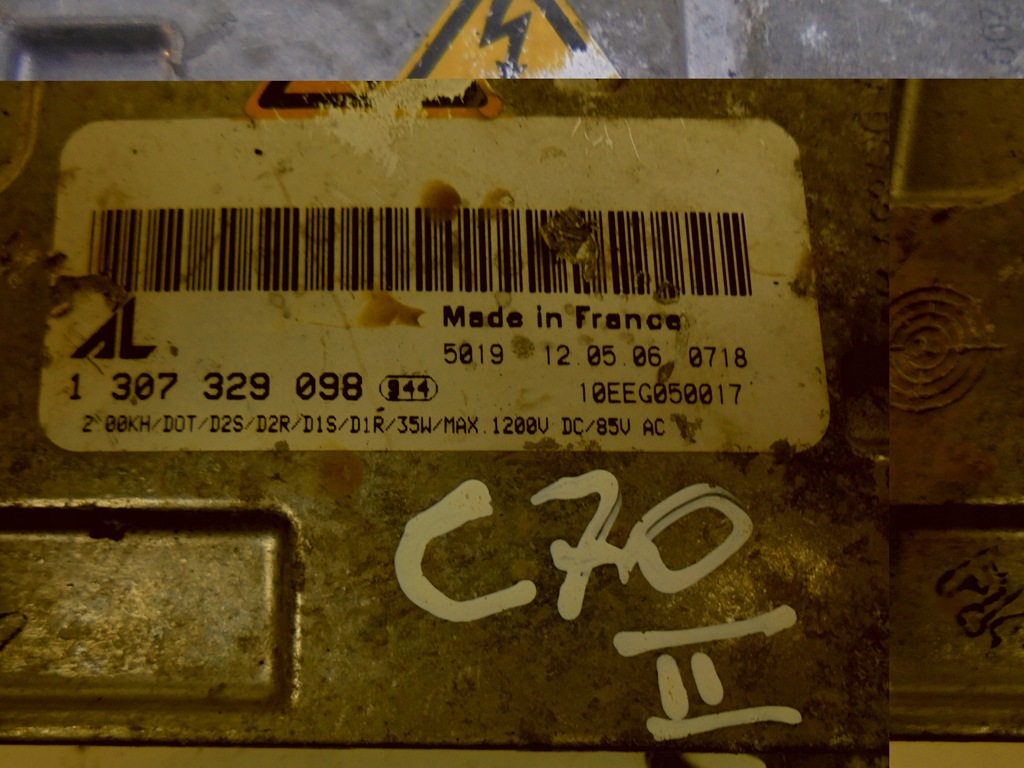 AL
Made in France
5019 12.05.06 0718
1 307 329 098 844 10EEG050017
2.00KH/DOT/D2S/D2R/D1S/D1R/35W/MAX.1200V DC/85V AC
C70
II